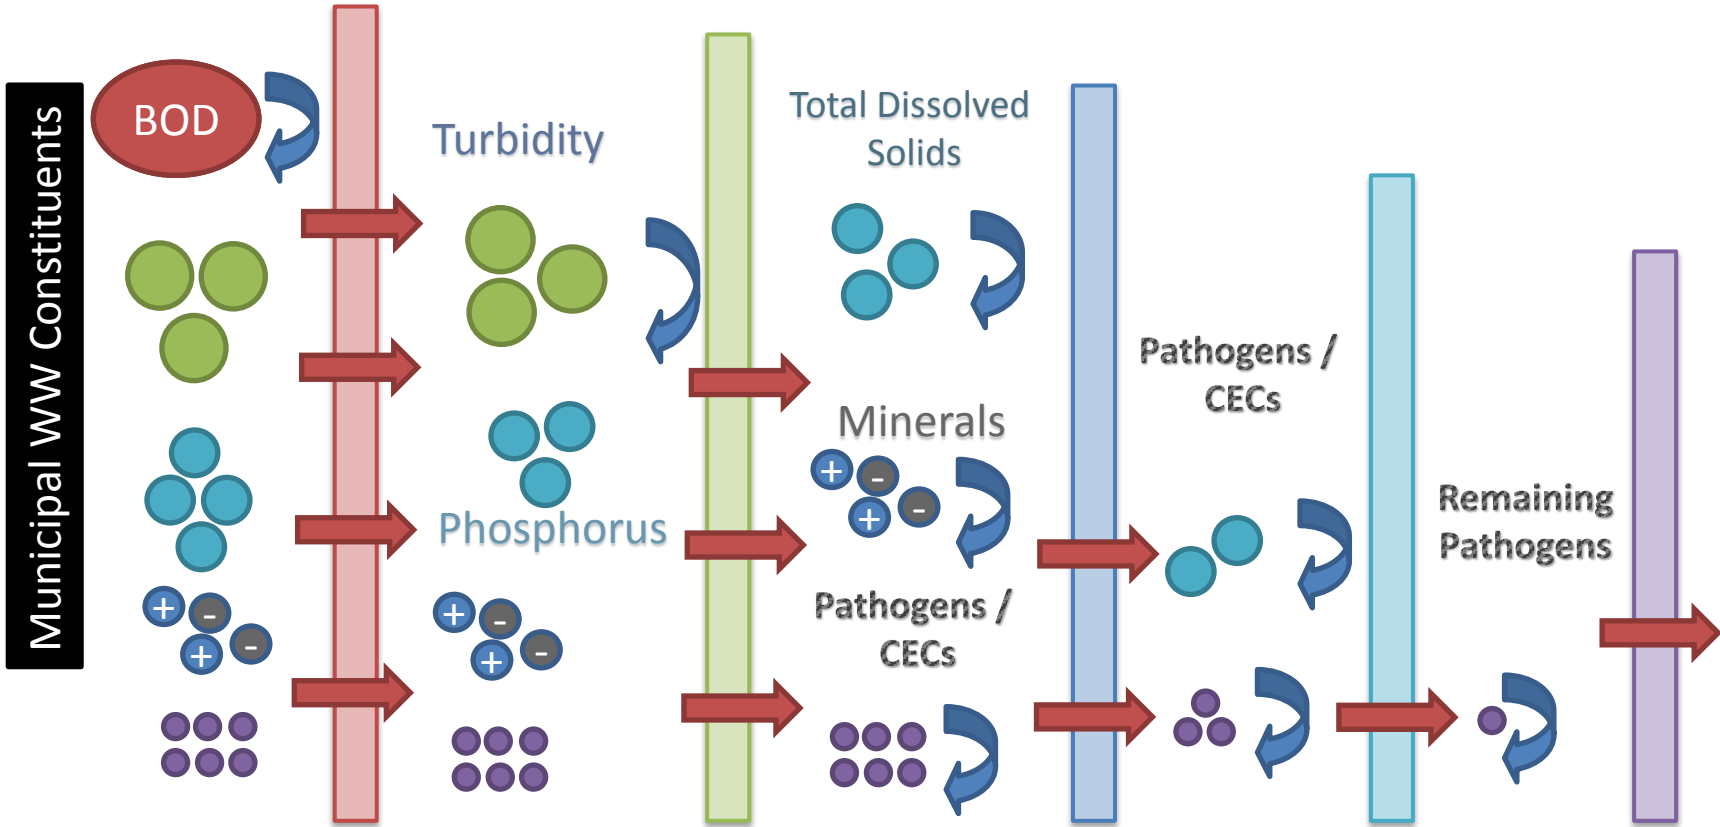 Municipal WW Constituents
BOD
Turbidity
Phosphorus
+
-
+
-
+
-
+
-
Total Dissolved
Solids
Minerals
+
-
+
-
Pathogens /
CECs
Pathogens /
CECs
Remaining
Pathogens